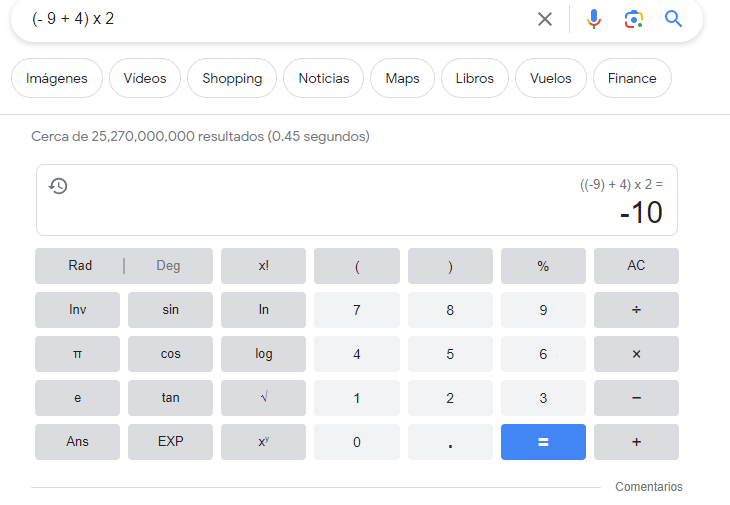 (- 9 + 4) x 2
Imágenes Vídeos Shopping Noticias Maps Libros Vuelos Finance
Cerca de 25,270,000,000 resultados (0.45 segundos)
((-9) + 4) x 2 =
-10
Rad | Deg x! ( ) % AC
Inv sin ln 7 8 9 ÷
π cos log 4 5 6 ×
e tan √ 1 2 3 −
Ans EXP xʸ 0 . = +
Comentarios